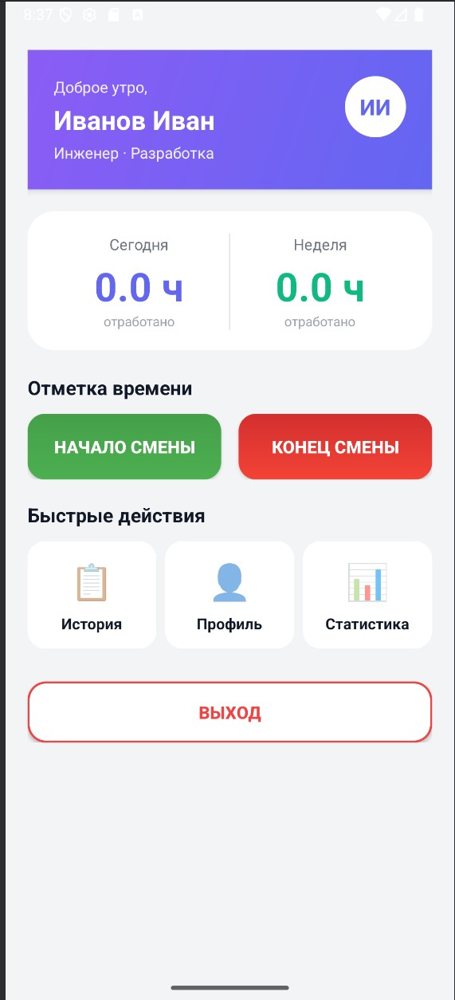 8:37
Доброе утро,
Иванов Иван
ИИ
Инженер · Разработка
Сегодня
Неделя
0.0 ч
0.0 ч
отработано
отработано
Отметка времени
НАЧАЛО СМЕНЫ
КОНЕЦ СМЕНЫ
Быстрые действия
История
Профиль
Статистика
ВЫХОД